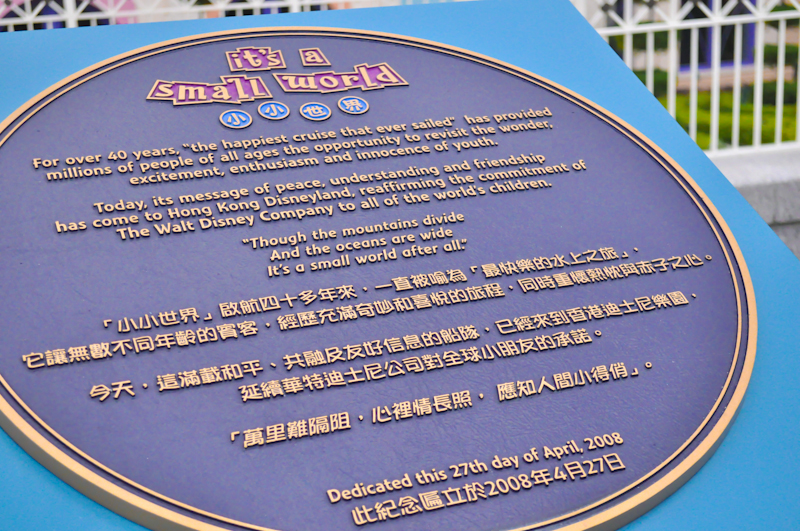 it's a
small world
小小世界
For over 40 years, "the happiest cruise that ever sailed" has provided
millions of people of all ages the opportunity to revisit the wonder,
excitement, enthusiasm and innocence of youth.
Today, its message of peace, understanding and friendship
has come to Hong Kong Disneyland, reaffirming the commitment of
The Walt Disney Company to all of the world's children.
"Though the mountains divide
And the oceans are wide
It's a small world after all."
「小小世界」啟航四十多年來，一直被喻為「最快樂的水上之旅」，
它讓無數不同年齡的賓客，經歷充滿奇妙和喜悅的旅程，同時重懷熱忱與赤子之心。
今天，這滿載和平、共融及友好信息的船隊，已經來到香港迪士尼樂園，
延續華特迪士尼公司對全球小朋友的承諾。
「萬里難隔阻，心裡情長照，應知人間小得俏」。
Dedicated this 27th day of April, 2008
此紀念匾立於2008年4月27日